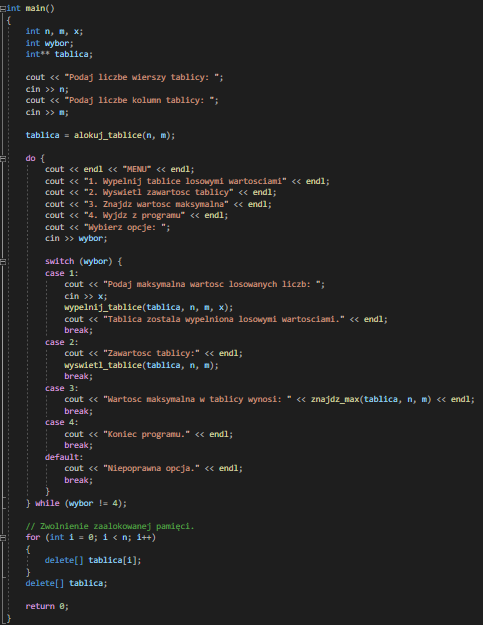 int main()
{
    int n, m, x;
    int wybor;
    int** tablica;

    cout << "Podaj liczbe wierszy tablicy: ";
    cin >> n;
    cout << "Podaj liczbe kolumn tablicy: ";
    cin >> m;

    tablica = alokuj_tablice(n, m);

    do {
        cout << endl << "MENU" << endl;
        cout << "1. Wypelnij tablice losowymi wartosciami" << endl;
        cout << "2. Wyswietl zawartosc tablicy" << endl;
        cout << "3. Znajdz wartosc maksymalna" << endl;
        cout << "4. Wyjdz z programu" << endl;
        cout << "Wybierz opcje: ";
        cin >> wybor;

        switch (wybor) {
        case 1:
            cout << "Podaj maksymalna wartosc losowanych liczb: ";
            cin >> x;
            wypelnij_tablice(tablica, n, m, x);
            cout << "Tablica zostala wypelniona losowymi wartosciami." << endl;
            break;
        case 2:
            cout << "Zawartosc tablicy:" << endl;
            wyswietl_tablice(tablica, n, m);
            break;
        case 3:
            cout << "Wartosc maksymalna w tablicy wynosi: " << znajdz_max(tablica, n, m) << endl;
            break;
        case 4:
            cout << "Koniec programu." << endl;
            break;
        default:
            cout << "Niepoprawna opcja." << endl;
            break;
        }
    } while (wybor != 4);

    // Zwolnienie zaalokowanej pamięci.
    for (int i = 0; i < n; i++)
    {
        delete[] tablica[i];
    }
    delete[] tablica;

    return 0;
}